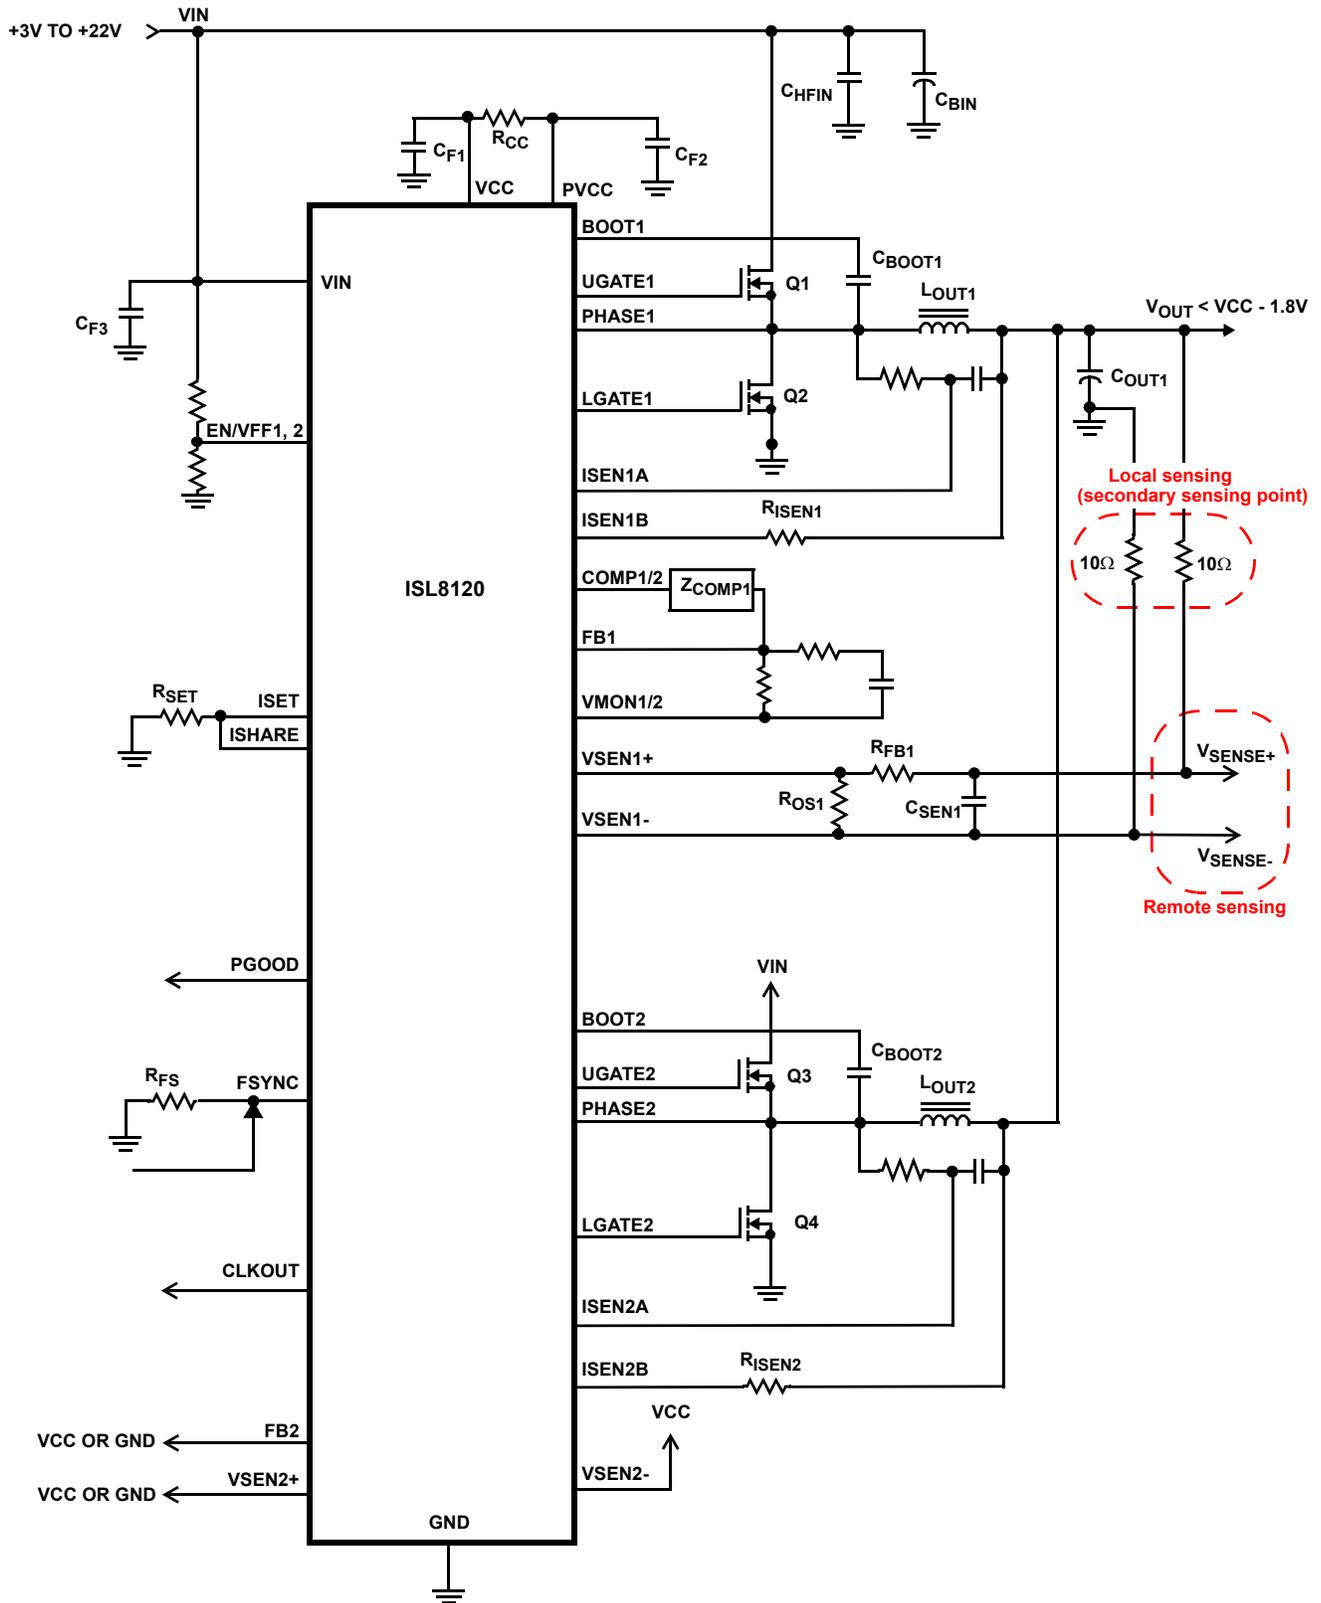 VIN
+3V TO +22V
CHFIN
CBIN
CF1
RCC
CF2
VCC
PVCC
BOOT1
CBOOT1
VIN
UGATE1
Q1
LOUT1
PHASE1
VOUT < VCC - 1.8V
CF3
COUT1
Q2
LGATE1
EN/VFF1, 2
ISEN1A
Local sensing
(secondary sensing point)
RISEN1
ISEN1B
10Ω
10Ω
COMP1/2
ZCOMP1
ISL8120
FB1
RSET
ISET
VMON1/2
ISHARE
RFB1
VSENSE+
VSEN1+
ROS1
CSEN1
VSEN1-
VSENSE-
Remote sensing
PGOOD
VIN
BOOT2
CBOOT2
RFS
FSYNC
UGATE2
Q3
LOUT2
PHASE2
LGATE2
Q4
CLKOUT
ISEN2A
RISEN2
ISEN2B
VCC
FB2
VCC OR GND
VSEN2+
VSEN2-
VCC OR GND
GND